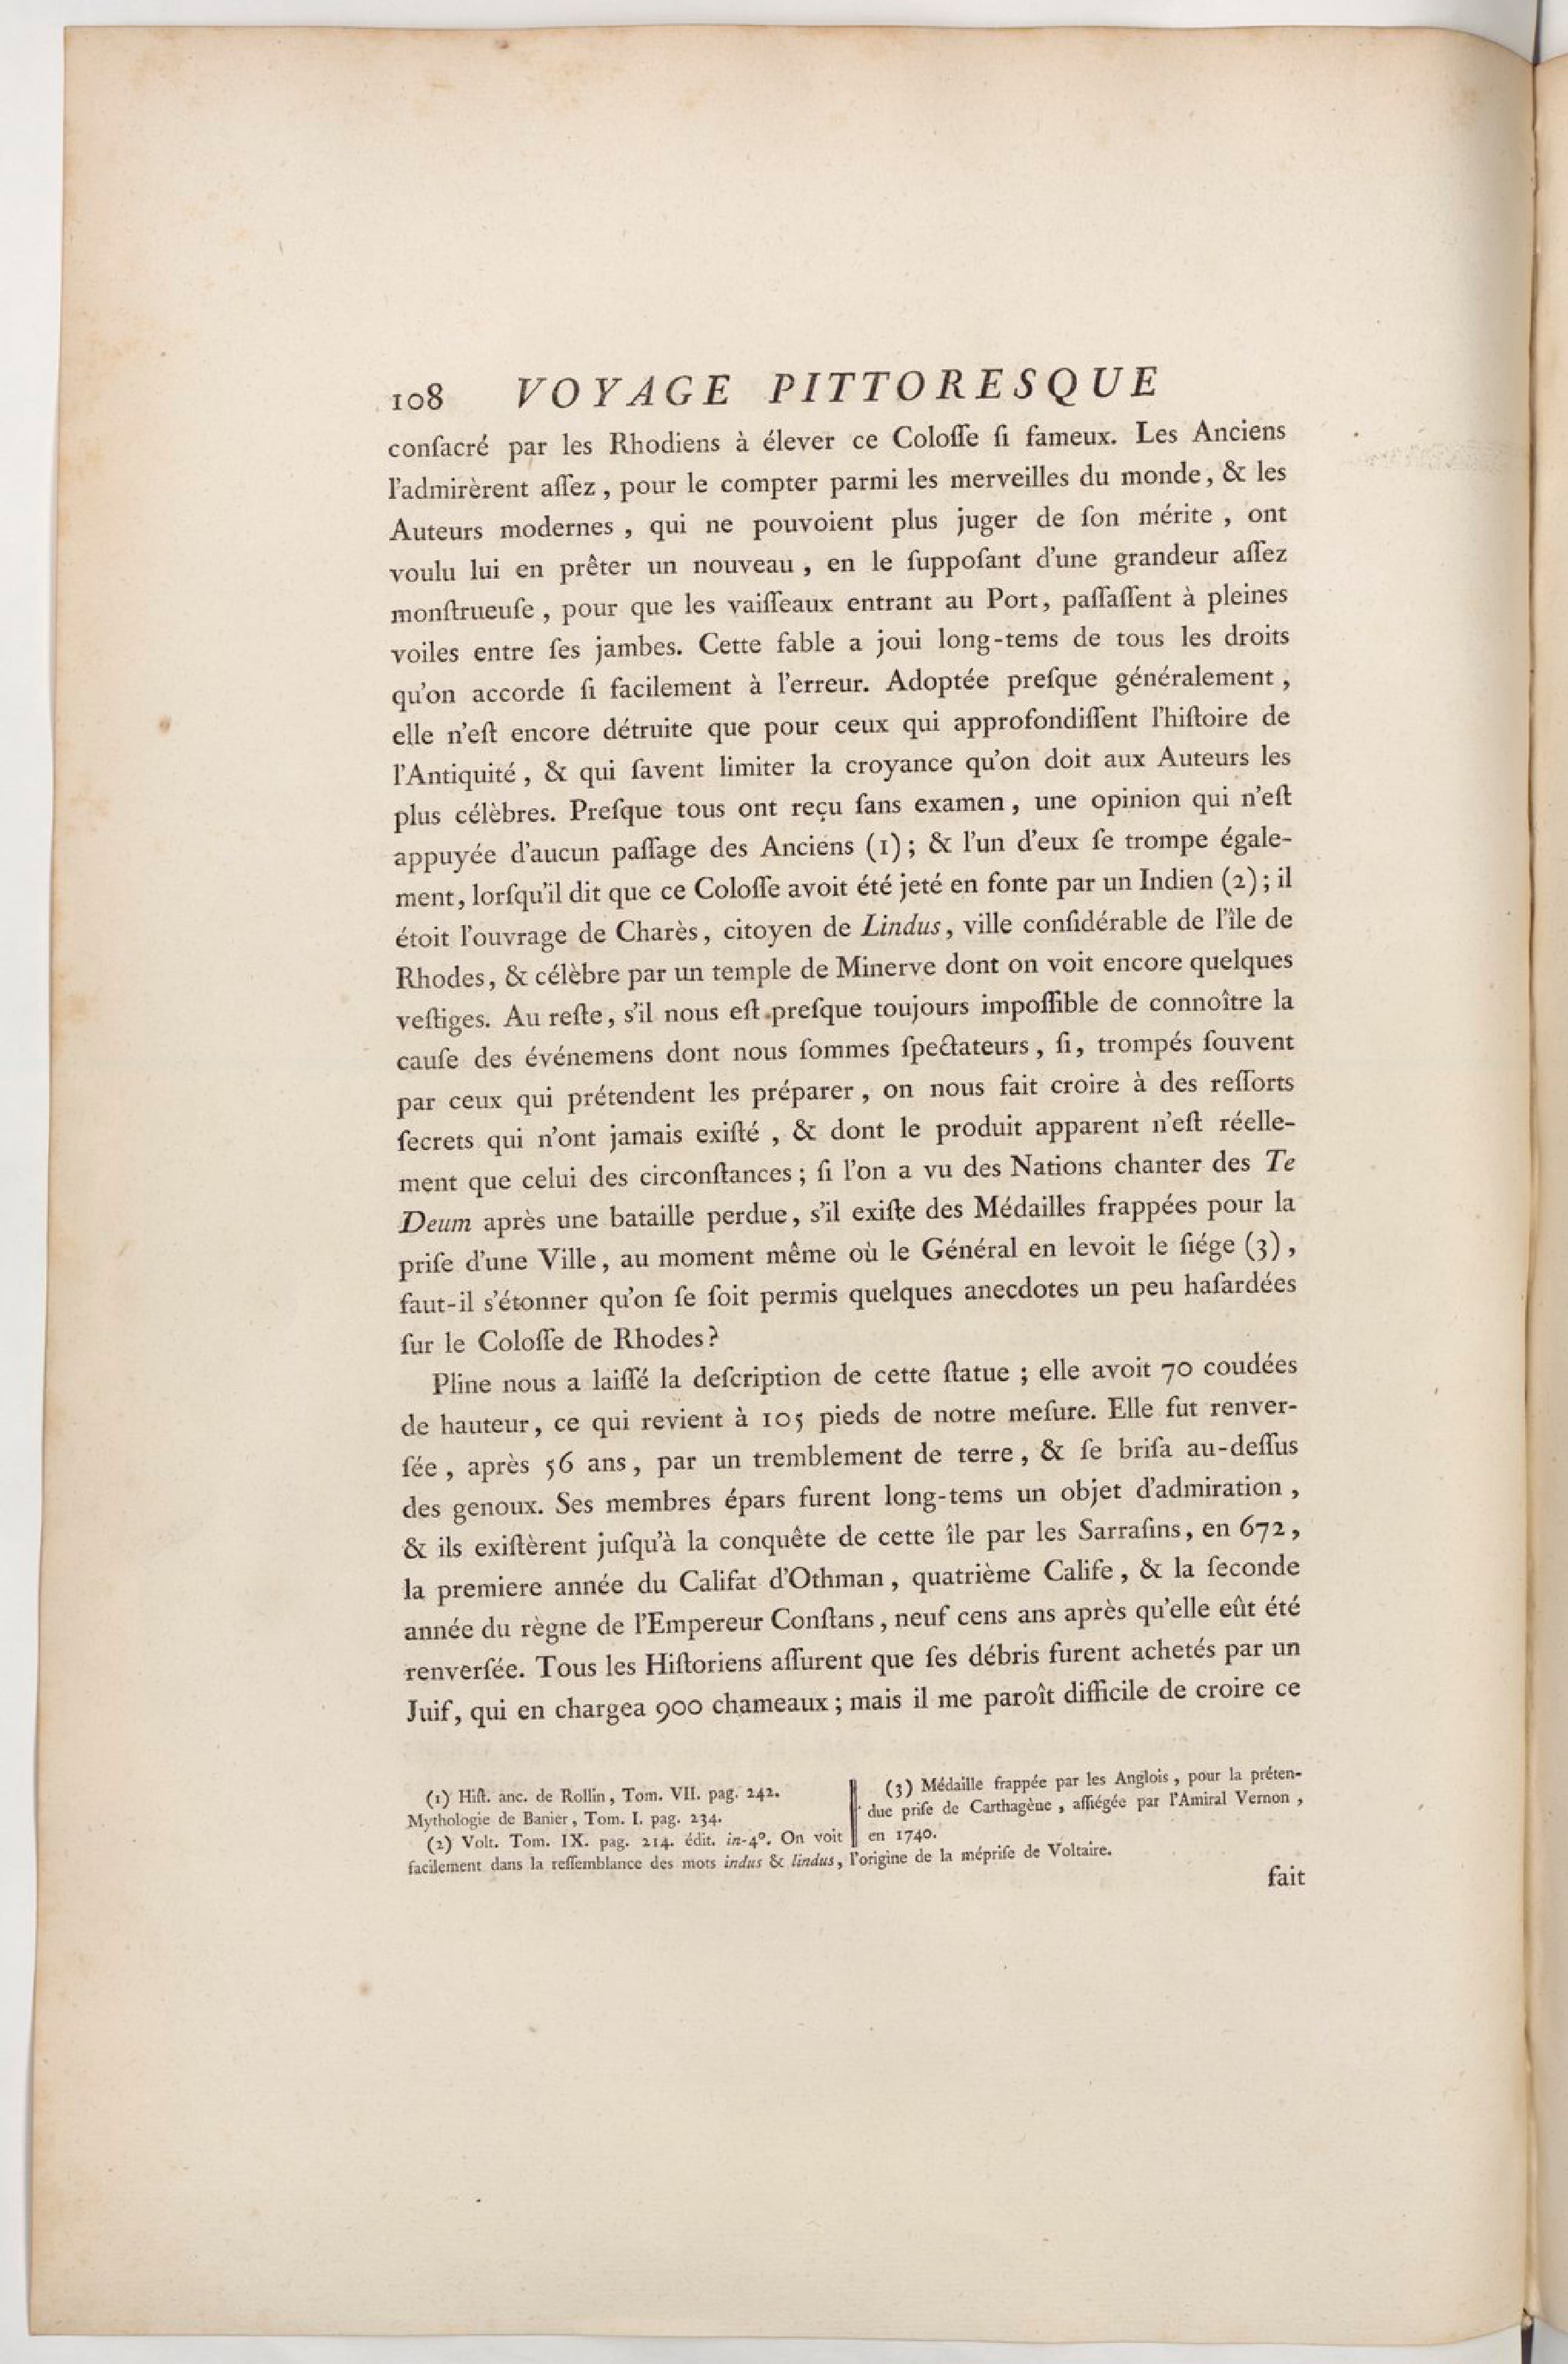 108 VOYAGE PITTORESQUE
conſacré par les Rhodiens à élever ce Coloſſe ſi fameux. Les Anciens
l'admirèrent aſſez, pour le compter parmi les merveilles du monde, & les
Auteurs modernes, qui ne pouvoient plus juger de ſon mérite, ont
voulu lui en prêter un nouveau, en le ſuppoſant d'une grandeur aſſez
monſtrueuſe, pour que les vaiſſeaux entrant au Port, paſſaſſent à pleines
voiles entre ſes jambes. Cette fable a joui long-tems de tous les droits
qu'on accorde ſi facilement à l'erreur. Adoptée preſque généralement,
elle n'eſt encore détruite que pour ceux qui approfondiſſent l'hiſtoire de
l'Antiquité, & qui ſavent limiter la croyance qu'on doit aux Auteurs les
plus célèbres. Preſque tous ont reçu ſans examen, une opinion qui n'eſt
appuyée d'aucun paſſage des Anciens (1); & l'un d'eux ſe trompe égale-
ment, lorſqu'il dit que ce Coloſſe avoit été jeté en fonte par un Indien (2); il
étoit l'ouvrage de Charès, citoyen de Lindus, ville conſidérable de l'île de
Rhodes, & célèbre par un temple de Minerve dont on voit encore quelques
veſtiges. Au reſte, s'il nous eſt preſque toujours impoſſible de connoître la
cauſe des événemens dont nous ſommes ſpectateurs, ſi, trompés ſouvent
par ceux qui prétendent les préparer, on nous fait croire à des reſſorts
ſecrets qui n'ont jamais exiſté, & dont le produit apparent n'eſt réelle-
ment que celui des circonſtances; ſi l'on a vu des Nations chanter des Te
Deum après une bataille perdue, s'il exiſte des Médailles frappées pour la
priſe d'une Ville, au moment même où le Général en levoit le ſiége (3),
faut-il s'étonner qu'on ſe ſoit permis quelques anecdotes un peu haſardées
ſur le Coloſſe de Rhodes?
Pline nous a laiſſé la deſcription de cette ſtatue; elle avoit 70 coudées
de hauteur, ce qui revient à 105 pieds de notre meſure. Elle fut renver-
ſée, après 56 ans, par un tremblement de terre, & ſe briſa au-deſſus
des genoux. Ses membres épars furent long-tems un objet d'admiration,
& ils exiſtèrent juſqu'à la conquête de cette île par les Sarraſins, en 672,
la premiere année du Califat d'Othman, quatrième Calife, & la ſeconde
année du règne de l'Empereur Conſtans, neuf cens ans après qu'elle eût été
renverſée. Tous les Hiſtoriens aſſurent que ſes débris furent achetés par un
Juif, qui en chargea 900 chameaux; mais il me paroît difficile de croire ce
(1) Hiſt. anc. de Rollin, Tom. VII. pag. 242.
Mythologie de Banier, Tom. I. pag. 234.
(2) Volt. Tom. IX. pag. 214. édit. in-4°. On voit
facilement dans la reſſemblance des mots indus & lindus, l'origine de la mépriſe de Voltaire.
(3) Médaille frappée par les Anglois, pour la préten-
due priſe de Carthagène, aſſiégée par l'Amiral Vernon,
en 1740.
fait